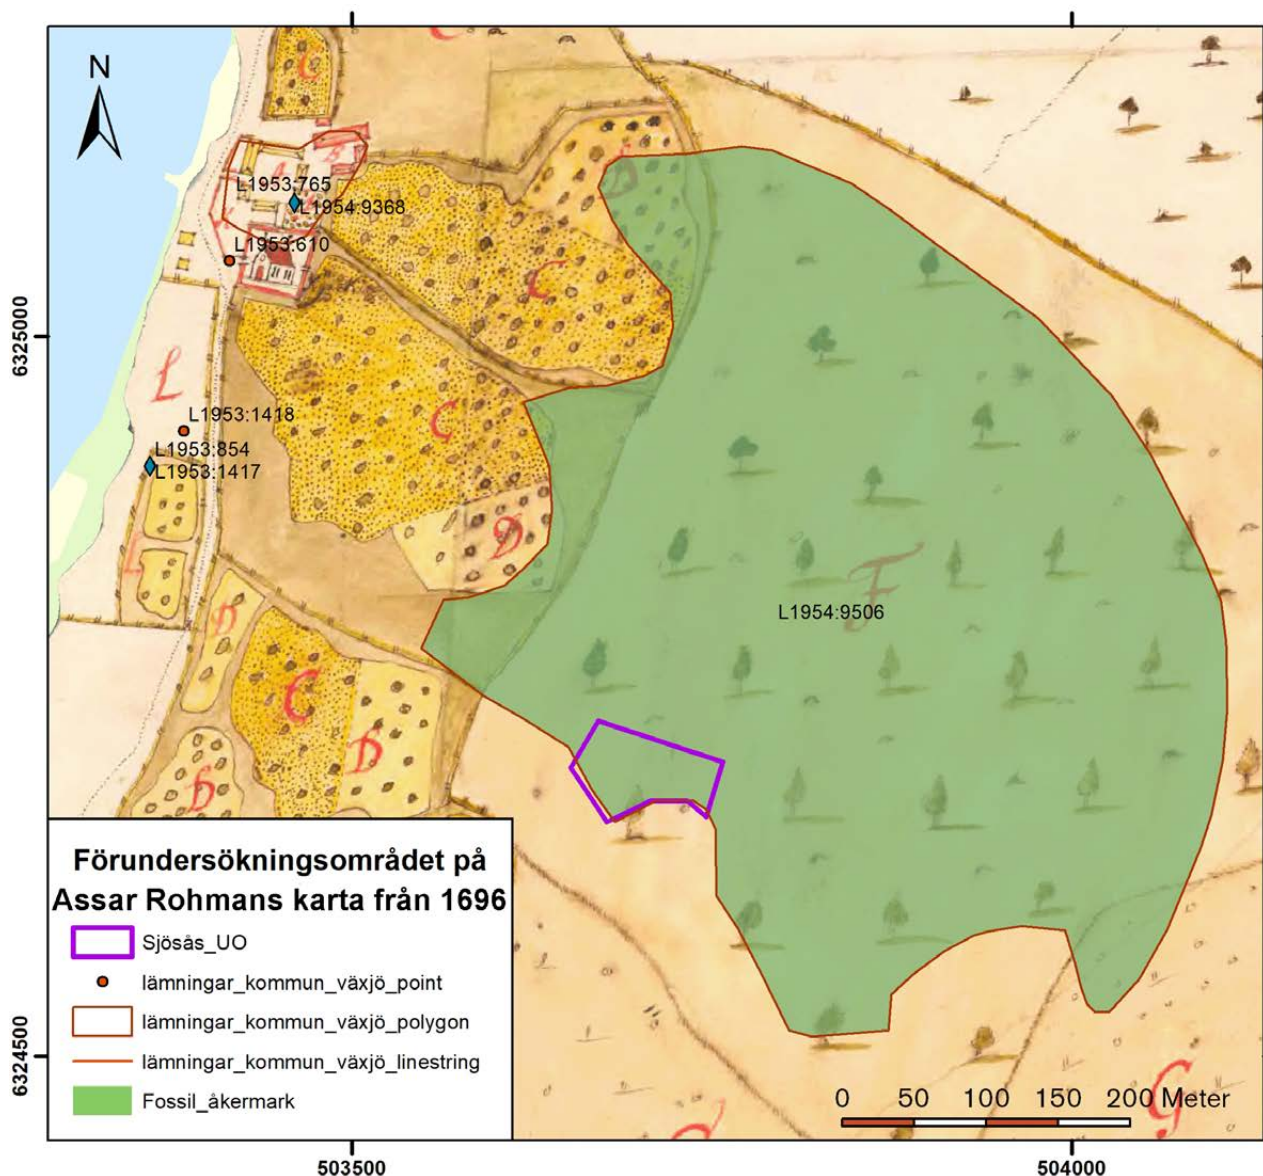 N
C
L1953:765
L1954:9368
L1953:610
C
6325000
L
L1953:1418
C
L1953:854
L1953:1417
D
F
L1954:9506
D
C
D
D
6324500
Förundersökningsområdet på
Assar Rohmans karta från 1696
Sjösås_UO
lämningar_kommun_växjö_point
lämningar_kommun_växjö_polygon
lämningar_kommun_växjö_linestring
Fossil_åkermark
0 50 100 150 200 Meter
G
503500 504000